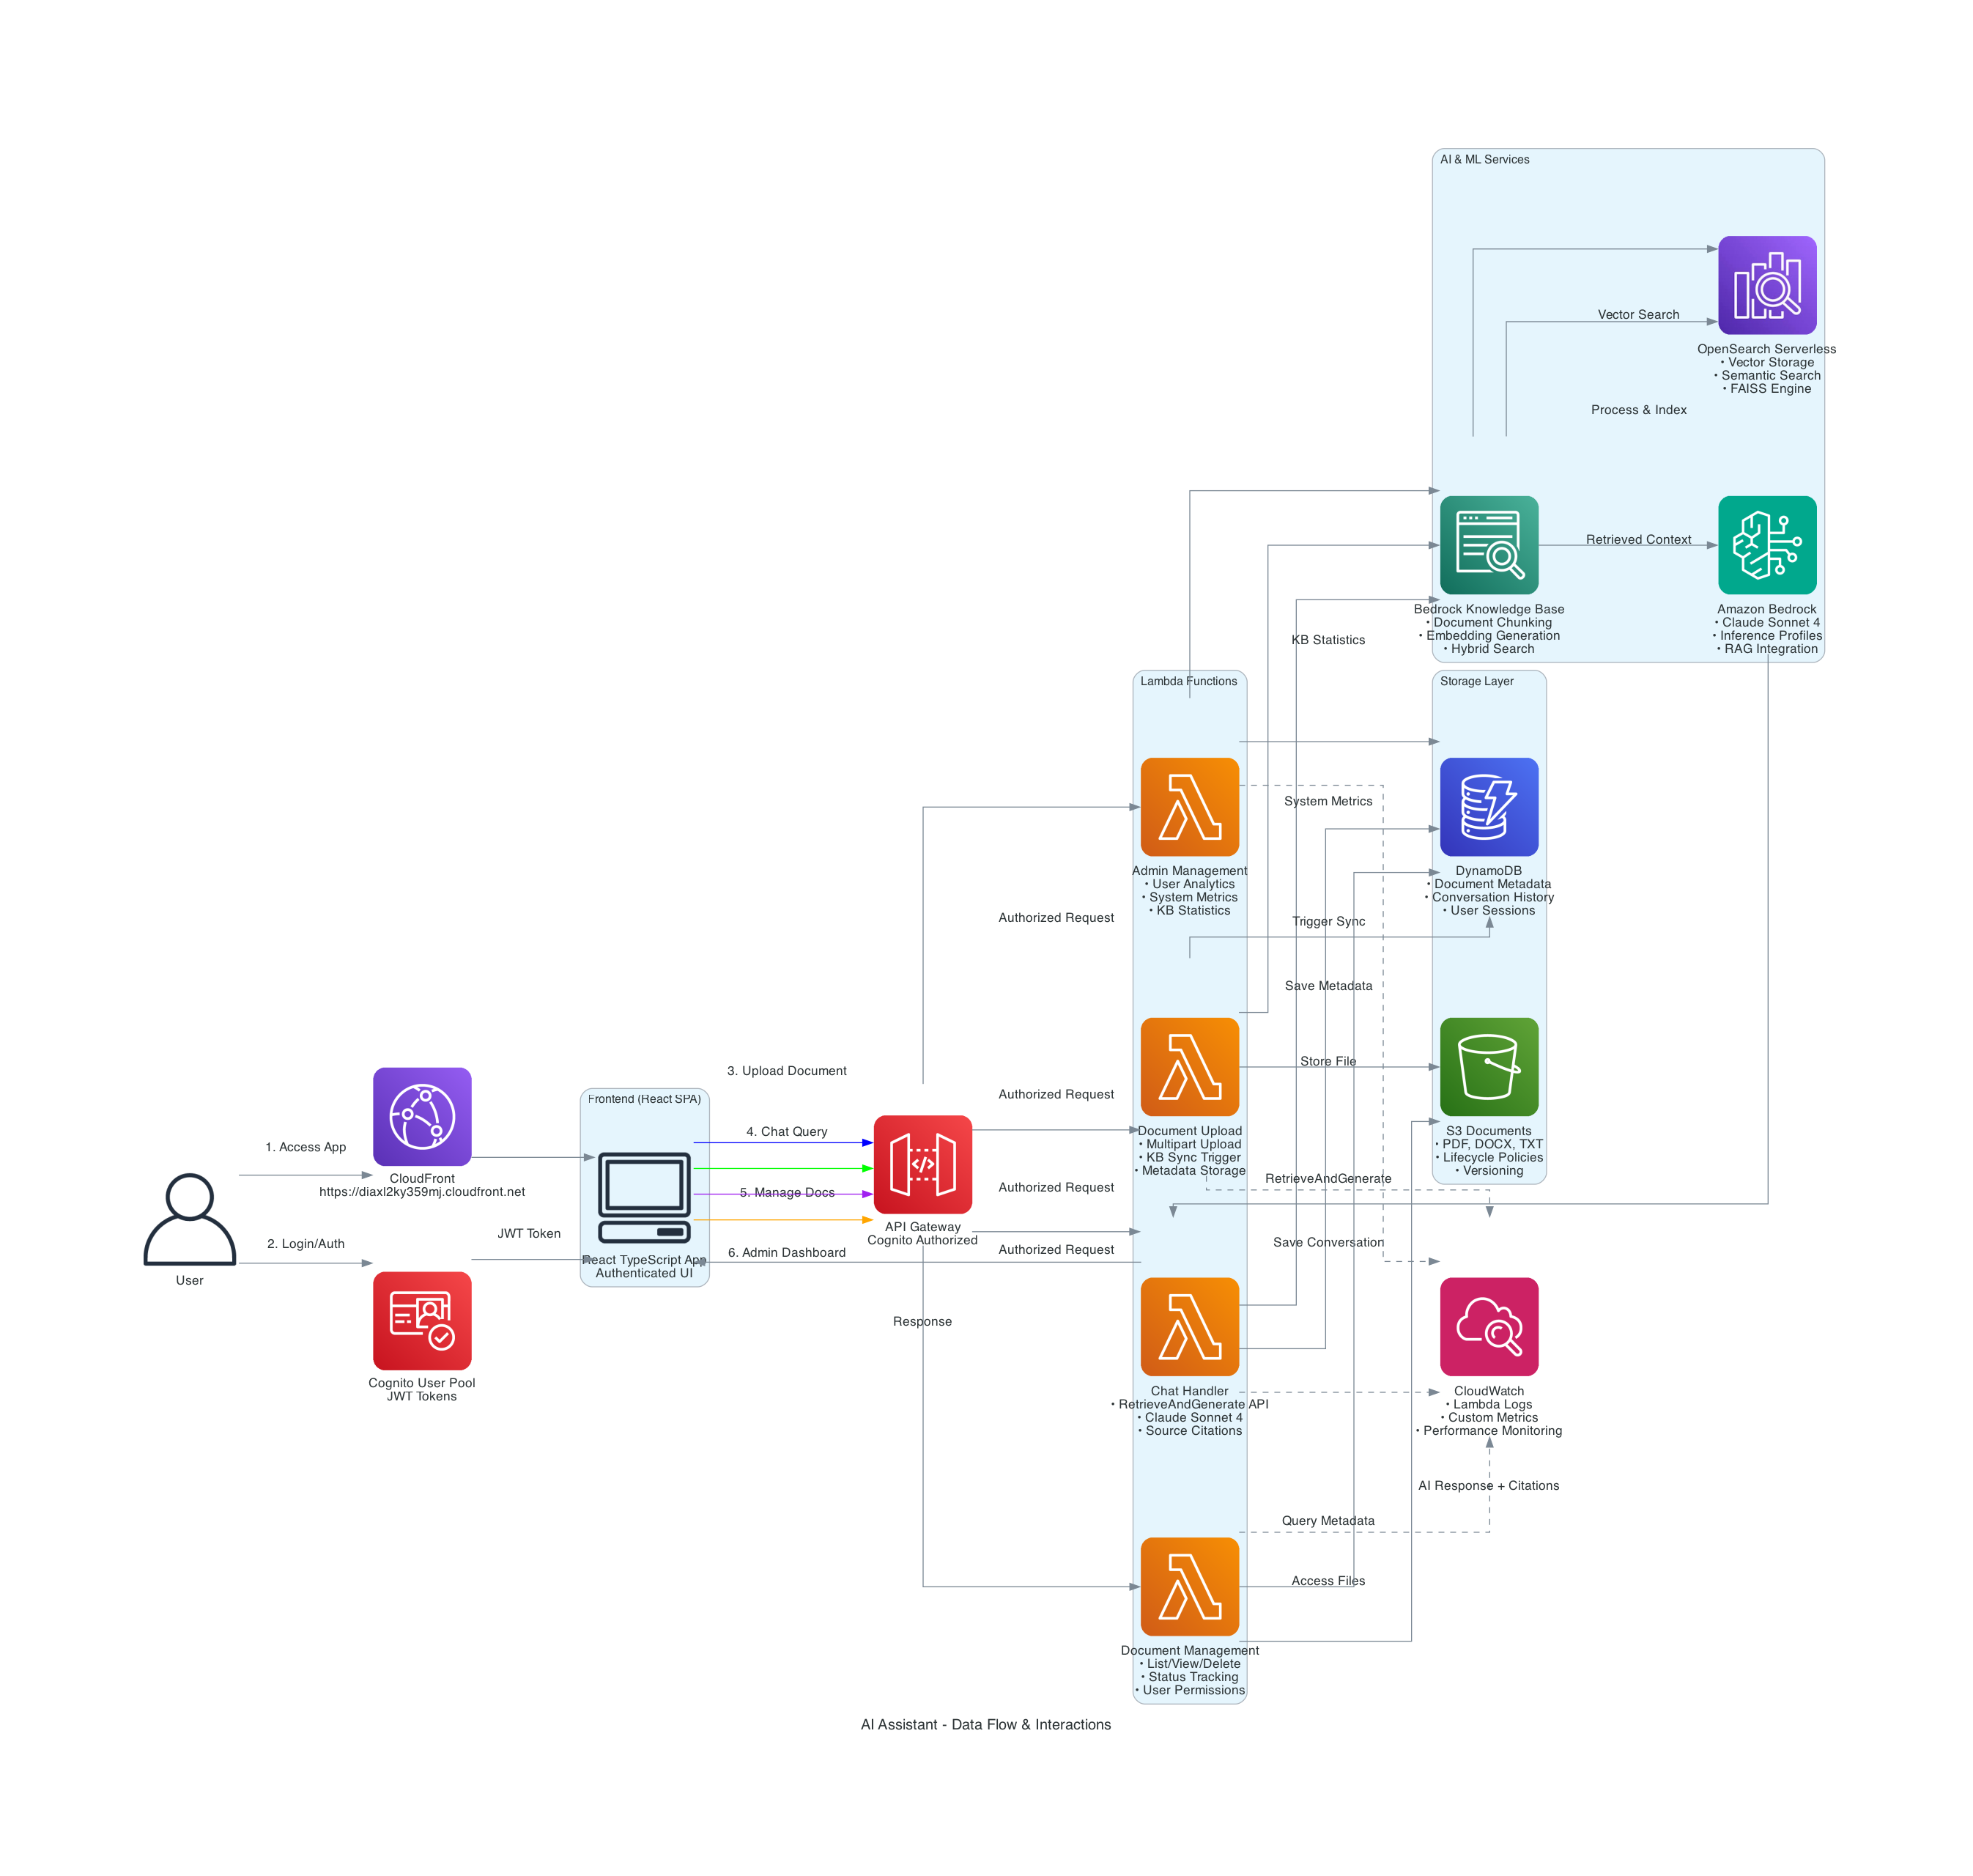 AI & ML Services
OpenSearch Serverless
• Vector Storage
• Semantic Search
• FAISS Engine
Vector Search
Process & Index
Retrieved Context
Bedrock Knowledge Base
• Document Chunking
• Embedding Generation
• Hybrid Search
Amazon Bedrock
• Claude Sonnet 4
• Inference Profiles
• RAG Integration
KB Statistics
Lambda Functions
Storage Layer
System Metrics
Admin Management
• User Analytics
• System Metrics
• KB Statistics
DynamoDB
• Document Metadata
• Conversation History
• User Sessions
Authorized Request
Trigger Sync
Save Metadata
Store File
3. Upload Document
Frontend (React SPA)
Authorized Request
4. Chat Query
Document Upload
• Multipart Upload
• KB Sync Trigger
• Metadata Storage
S3 Documents
• PDF, DOCX, TXT
• Lifecycle Policies
• Versioning
1. Access App
CloudFront
https://diaxl2ky359mj.cloudfront.net
5. Manage Docs
Authorized Request
RetrieveAndGenerate
JWT Token
2. Login/Auth
User
API Gateway
Cognito Authorized
6. Admin Dashboard
Authorized Request
Save Conversation
React TypeScript App
Authenticated UI
Response
Cognito User Pool
JWT Tokens
Chat Handler
• RetrieveAndGenerate API
• Claude Sonnet 4
• Source Citations
CloudWatch
• Lambda Logs
• Custom Metrics
• Performance Monitoring
AI Response + Citations
Query Metadata
Access Files
Document Management
• List/View/Delete
• Status Tracking
• User Permissions
AI Assistant - Data Flow & Interactions